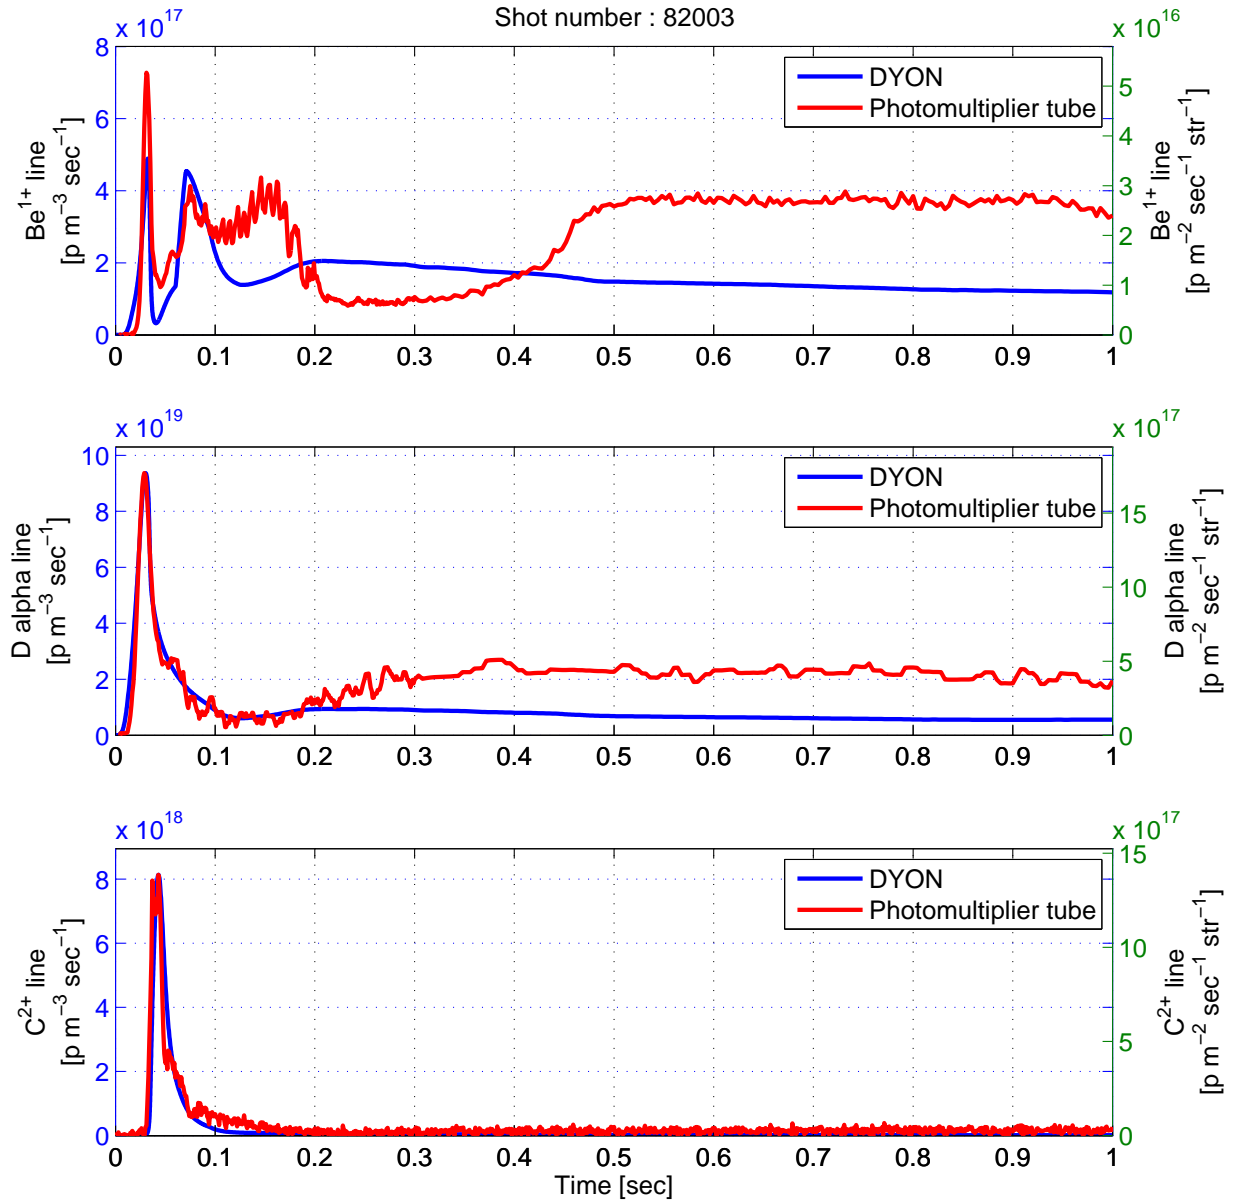 Shot number : 82003
x 10^17
x 10^16
8
6
4
2
0
Be^1+ line
[p m^−3 sec^−1]
DYON
Photomultiplier tube
5
4
3
2
1
0
Be^1+ line
[p m^−2 sec^−1 str^−1]
0 0.1 0.2 0.3 0.4 0.5 0.6 0.7 0.8 0.9 1
x 10^19
x 10^17
10
8
6
4
2
0
D alpha line
[p m^−3 sec^−1]
DYON
Photomultiplier tube
15
10
5
0
D alpha line
[p m^−2 sec^−1 str^−1]
0 0.1 0.2 0.3 0.4 0.5 0.6 0.7 0.8 0.9 1
x 10^18
x 10^17
8
6
4
2
0
C^2+ line
[p m^−3 sec^−1]
DYON
Photomultiplier tube
15
10
5
0
C^2+ line
[p m^−2 sec^−1 str^−1]
0 0.1 0.2 0.3 0.4 0.5 0.6 0.7 0.8 0.9 1
Time [sec]